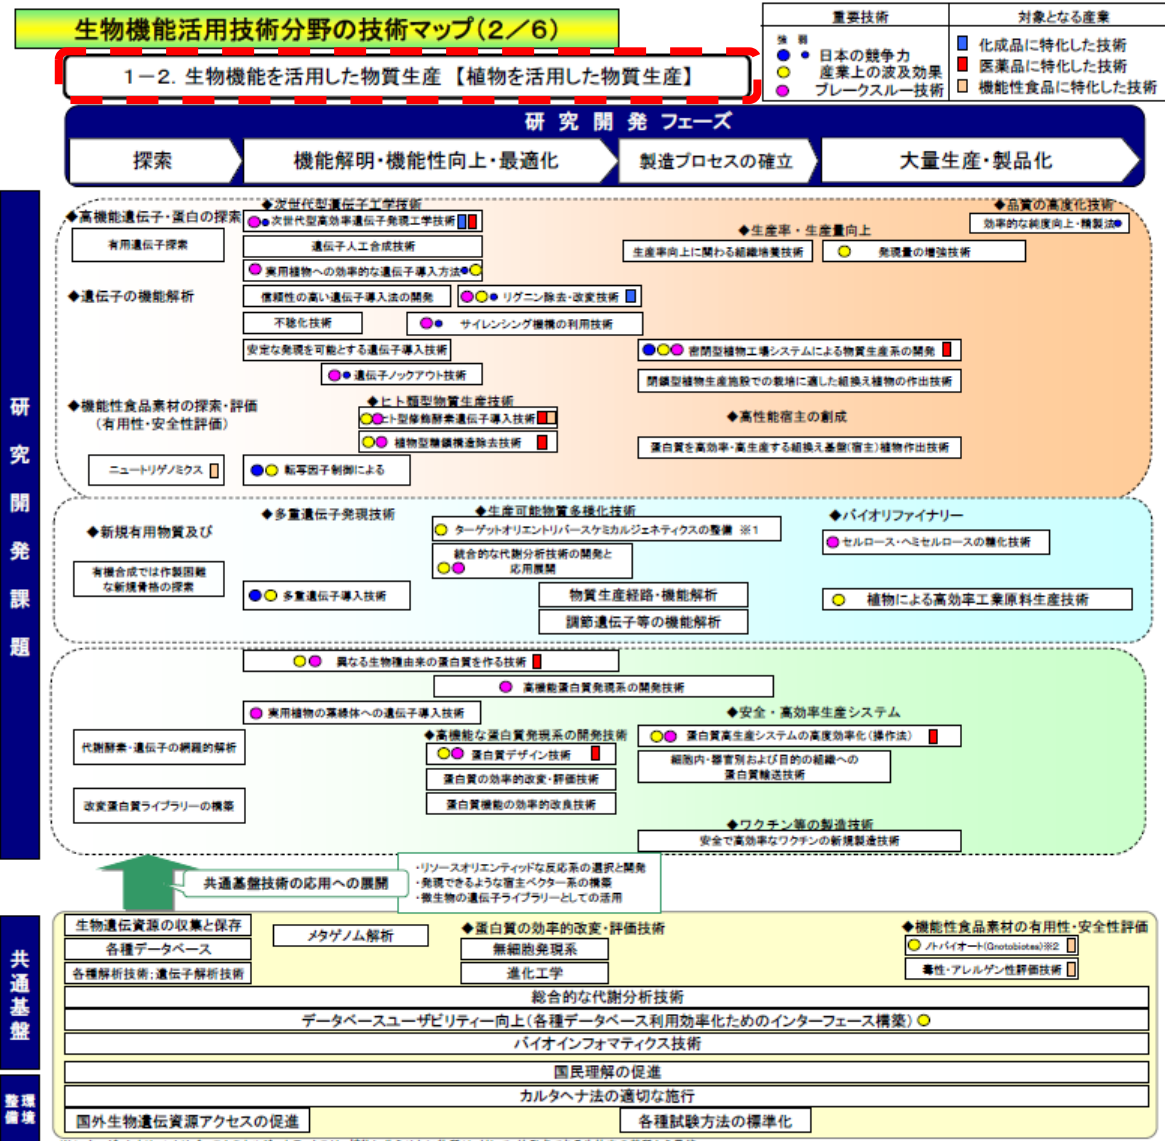 生物機能活用技術分野の技術マップ(2/6)
1-2. 生物機能を活用した物質生産 【植物を活用した物質生産】
重要技術
対象となる産業
強 弱
日本の競争力
産業上の波及効果
ブレークスルー技術
化成品に特化した技術
医薬品に特化した技術
機能性食品に特化した技術
研究開発フェーズ
探索
機能解明・機能性向上・最適化
製造プロセスの確立
大量生産・製品化
研究開発課題
◆高機能遺伝子・蛋白の探索
有用遺伝子探索
◆次世代型遺伝子工学技術
次世代型高効率遺伝子発現工学技術
遺伝子人工合成技術
実用植物への効率的な遺伝子導入方法
◆生産率・生産量向上
生産率向上に関わる組織培養技術
発現量の増強技術
◆品質の高度化技術
効率的な純度向上・精製法
◆遺伝子の機能解析
信頼性の高い遺伝子導入法の開発
リグニン除去・改変技術
不稔化技術
サイレンシング機構の利用技術
安定な発現を可能とする遺伝子導入技術
遺伝子ノックアウト技術
密閉型植物工場システムによる物質生産系の開発
閉鎖型植物生産施設での栽培に適した組換え植物の作出技術
◆機能性食品素材の探索・評価
(有用性・安全性評価)
◆ヒト類型物質生産技術
ヒト型修飾酵素遺伝子導入技術
植物型糖鎖構造除去技術
◆高性能宿主の創成
蛋白質を高効率・高生産する組換え基盤(宿主)植物作出技術
ニュートリゲノミクス
転写因子制御による
◆新規有用物質及び
有機合成では作製困難
な新規骨格の探索
◆多重遺伝子発現技術
多重遺伝子導入技術
◆生産可能物質多様化技術
ターゲットオリエントリバースケミカルジェネティクスの整備 ※1
統合的な代謝分析技術の開発と
応用展開
物質生産経路・機能解析
調節遺伝子等の機能解析
◆バイオリファイナリー
セルロース・ヘミセルロースの糖化技術
植物による高効率工業原料生産技術
異なる生物種由来の蛋白質を作る技術
高機能蛋白質発現系の開発技術
実用植物の葉緑体への遺伝子導入技術
代謝酵素・遺伝子の網羅的解析
改変蛋白質ライブラリーの構築
◆高機能な蛋白質発現系の開発技術
蛋白質デザイン技術
蛋白質の効率的改変・評価技術
蛋白質機能の効率的改良技術
◆安全・高効率生産システム
蛋白質高生産システムの高度効率化(操作法)
細胞内・器官別および目的の組織への
蛋白質輸送技術
◆ワクチン等の製造技術
安全で高効率なワクチンの新規製造技術
共通基盤技術の応用への展開
・リソースオリエンティッドな反応系の選択と開発
・発現できるような宿主ベクター系の構築
・微生物の遺伝子ライブラリーとしての活用
共通基盤
生物遺伝資源の収集と保存
各種データベース
各種解析技術;遺伝子解析技術
メタゲノム解析
◆蛋白質の効率的改変・評価技術
無細胞発現系
進化工学
◆機能性食品素材の有用性・安全性評価
ノトバイオート(Gnotobiotes)※2
毒性・アレルゲン性評価技術
総合的な代謝分析技術
データベースユーザビリティー向上(各種データベース利用効率化ためのインターフェース構築)
バイオインフォマティクス技術
環境整備
国民理解の促進
カルタヘナ法の適切な施行
国外生物遺伝資源アクセスの促進
各種試験方法の標準化